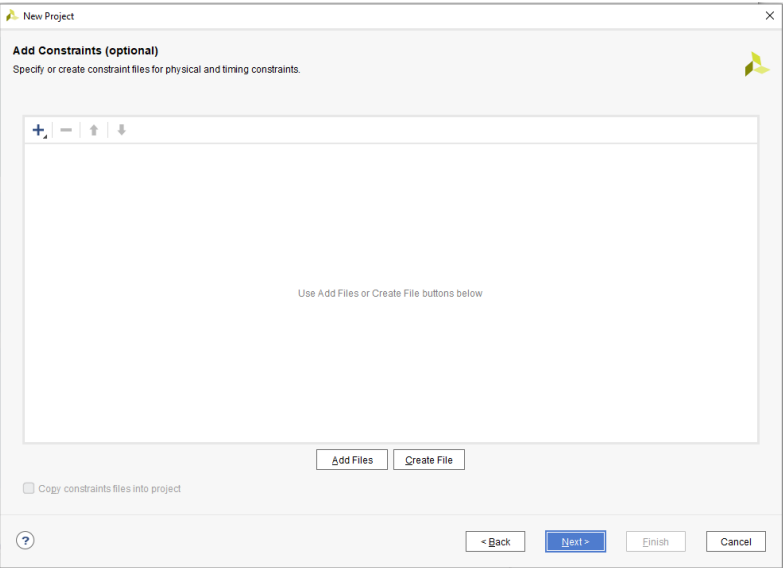 New Project
Add Constraints (optional)
Specify or create constraint files for physical and timing constraints.
Use Add Files or Create File buttons below
Add Files
Create File
Copy constraints files into project
?
< Back
Next >
Finish
Cancel